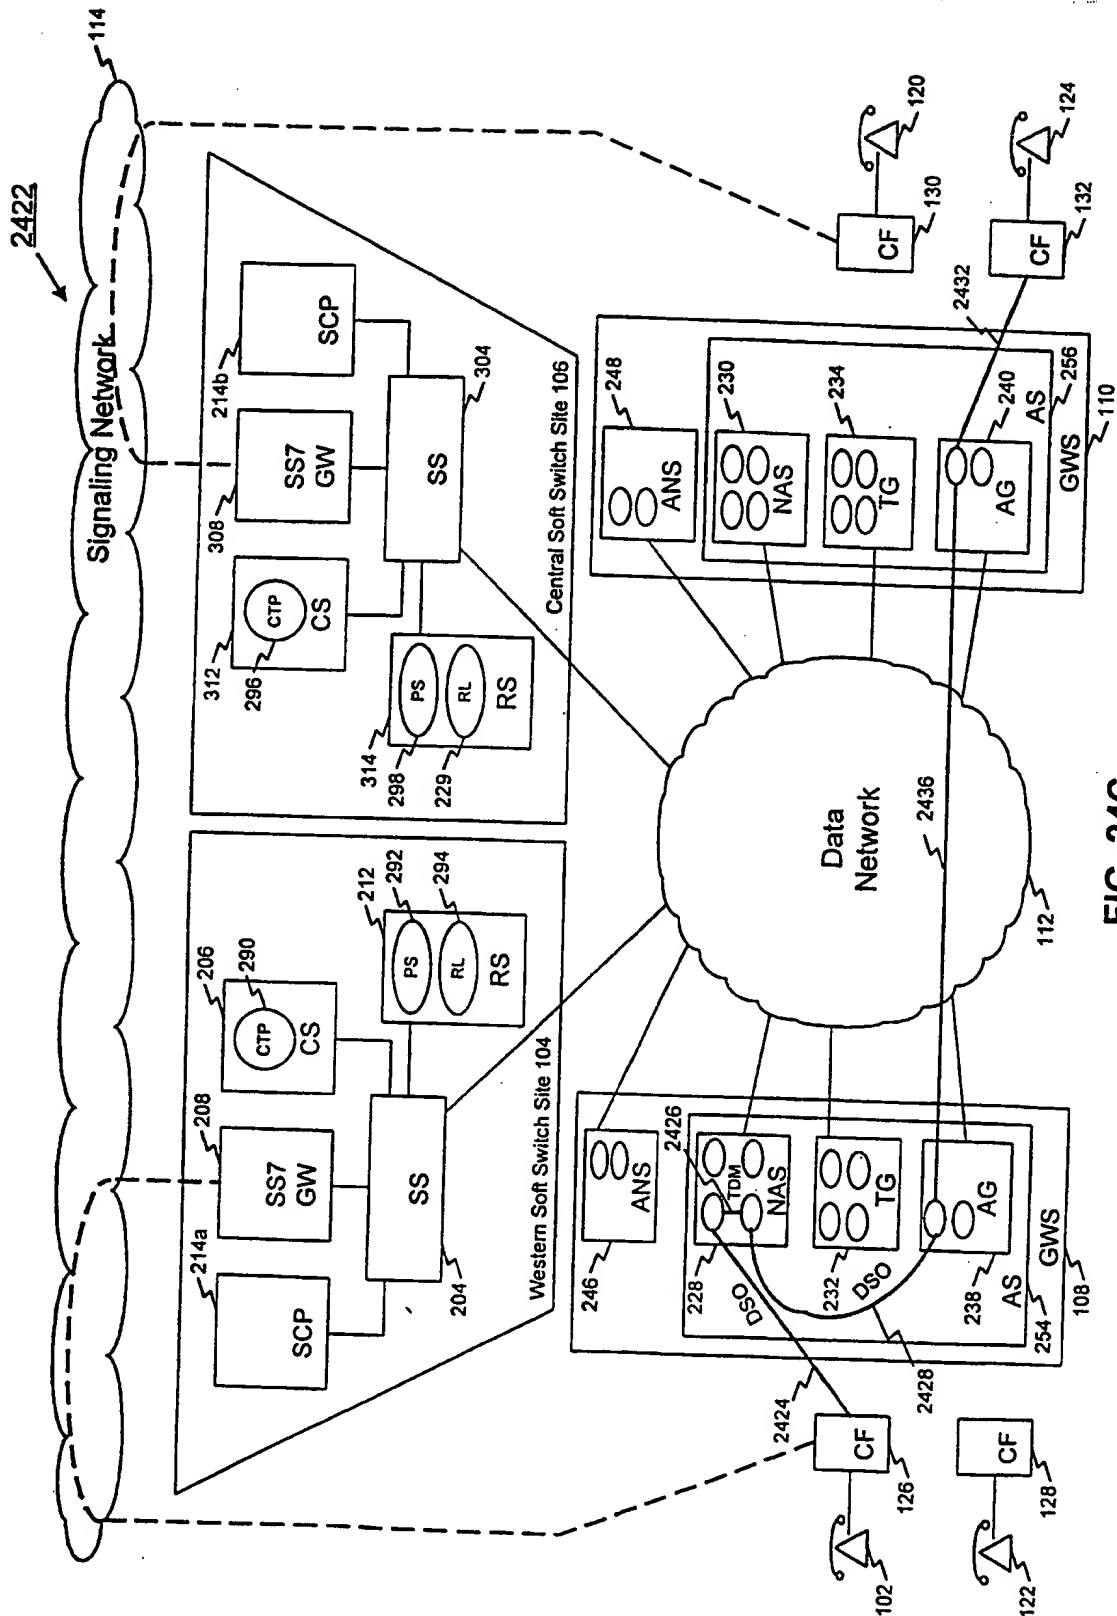 2422
114
Signaling Network
214a
SCP
208
SS7
GW
206
290
CTP
CS
212
292
PS
294
RL
RS
SS
204
Western Soft Switch Site 104
312
296
CTP
CS
308
SS7
GW
214b
SCP
SS
304
314
298
PS
229
RL
RS
Central Soft Switch Site 106
246
ANS
2426
228
TDM
NAS
DSO
232
TG
DSO
238
AG
AS
254
GWS
108
2424
2428
CF
126
102
CF
128
122
Data
Network
112
2436
248
ANS
230
NAS
234
TG
240
AG
AS
256
GWS
110
2432
CF
130
120
CF
132
124